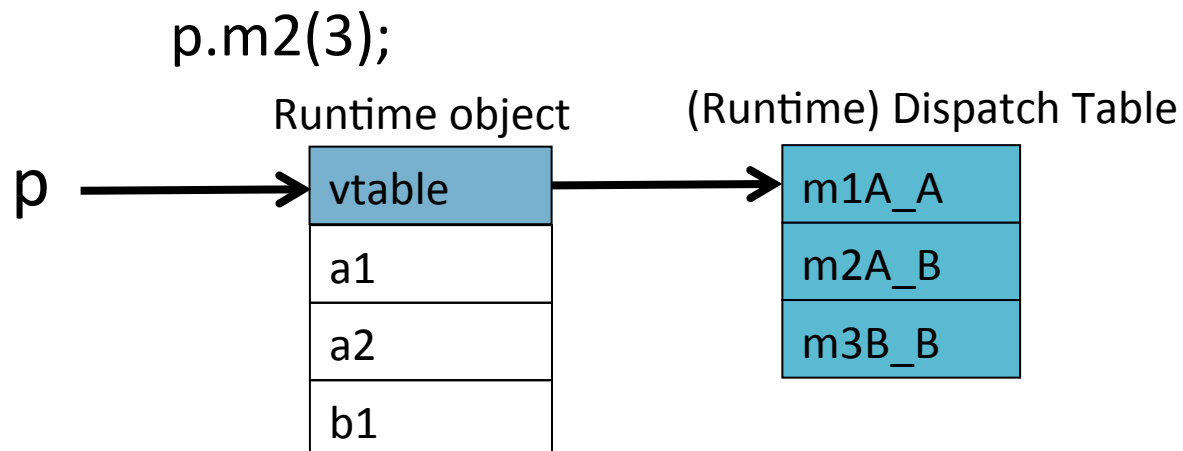 p.m2(3);
Runtime object
(Runtime) Dispatch Table
p
vtable
m1A_A
a1
m2A_B
a2
m3B_B
b1